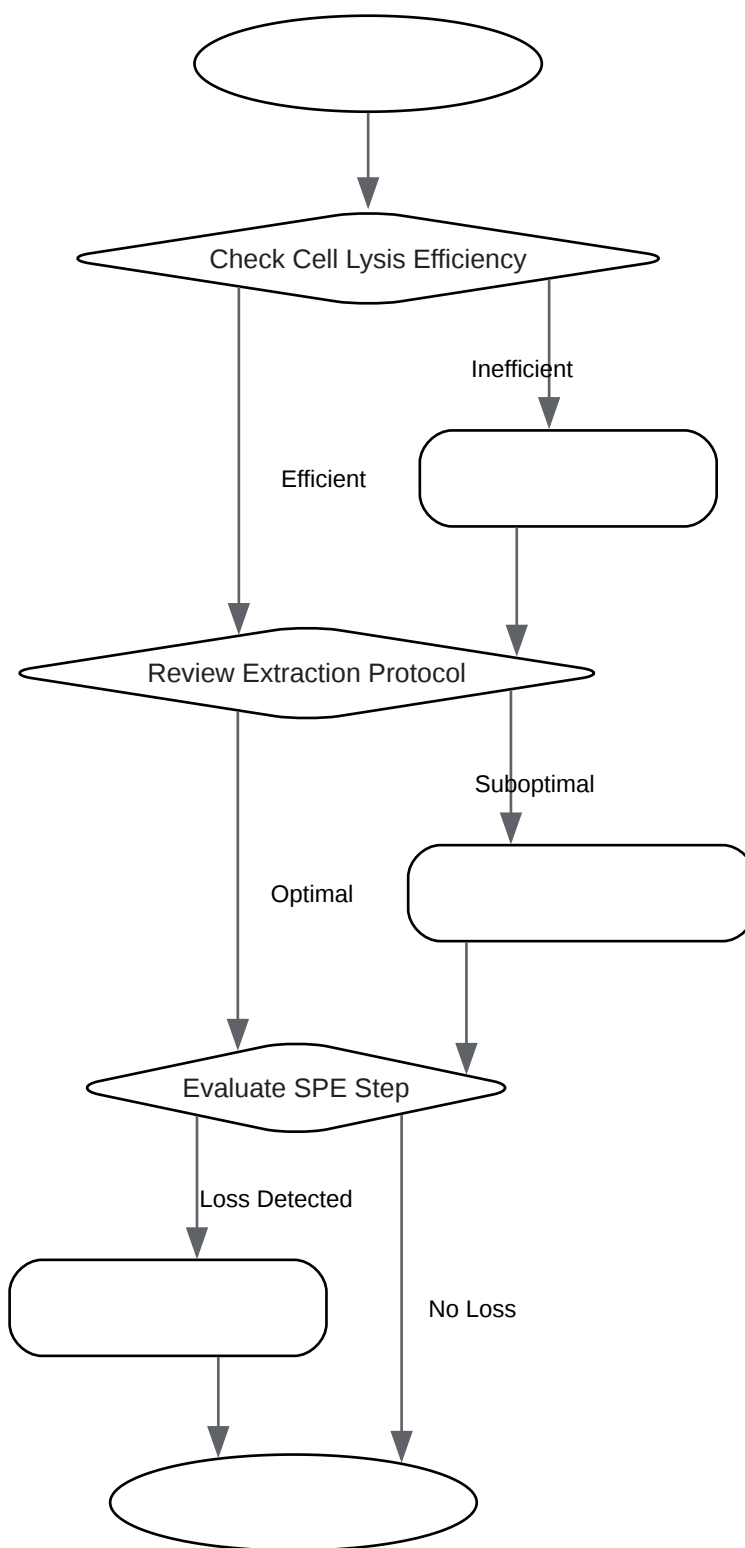 Check Cell Lysis Efficiency
Inefficient
Efficient
Review Extraction Protocol
Suboptimal
Optimal
Evaluate SPE Step
Loss Detected
No Loss